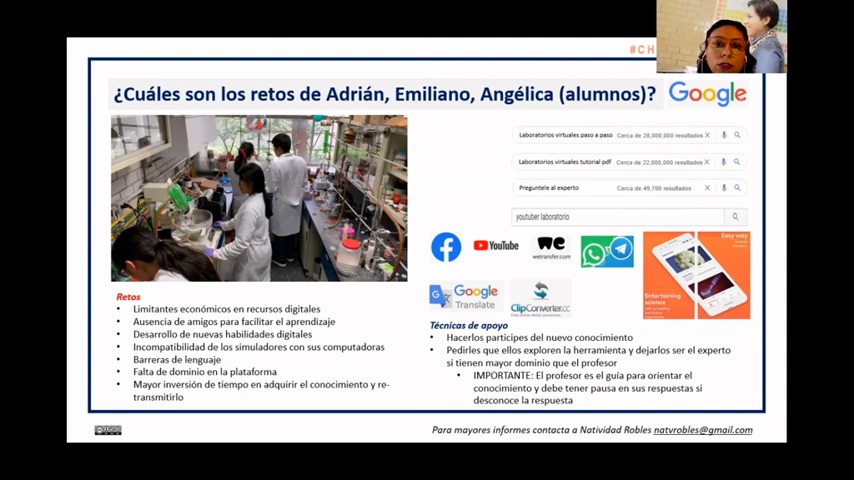 #CH
¿Cuáles son los retos de Adrián, Emiliano, Angélica (alumnos)?
Google
Laboratorios virtuales paso a paso Cerca de 28,800,000 resultados
Laboratorios virtuales tutorial pdf Cerca de 22,000,000 resultados
Preguntele al experto Cerca de 49,700 resultados
youtuber laboratorio
YouTube
we
wetransfer.com
Easy way
Entertaining
science
Google
Translate
ClipConverter.cc
Retos
• Limitantes económicos en recursos digitales
• Ausencia de amigos para facilitar el aprendizaje
• Desarrollo de nuevas habilidades digitales
• Incompatibilidad de los simuladores con sus computadoras
• Barreras de lenguaje
• Falta de dominio en la plataforma
• Mayor inversión de tiempo en adquirir el conocimiento y re-
transmitirlo
Técnicas de apoyo
• Hacerlos participes del nuevo conocimiento
• Pedirles que ellos exploren la herramienta y dejarlos ser el experto
si tienen mayor dominio que el profesor
• IMPORTANTE: El profesor es el guía para orientar el
conocimiento y debe tener pausa en sus respuestas si
desconoce la respuesta
Para mayores informes contacta a Natividad Robles natvrobles@gmail.com